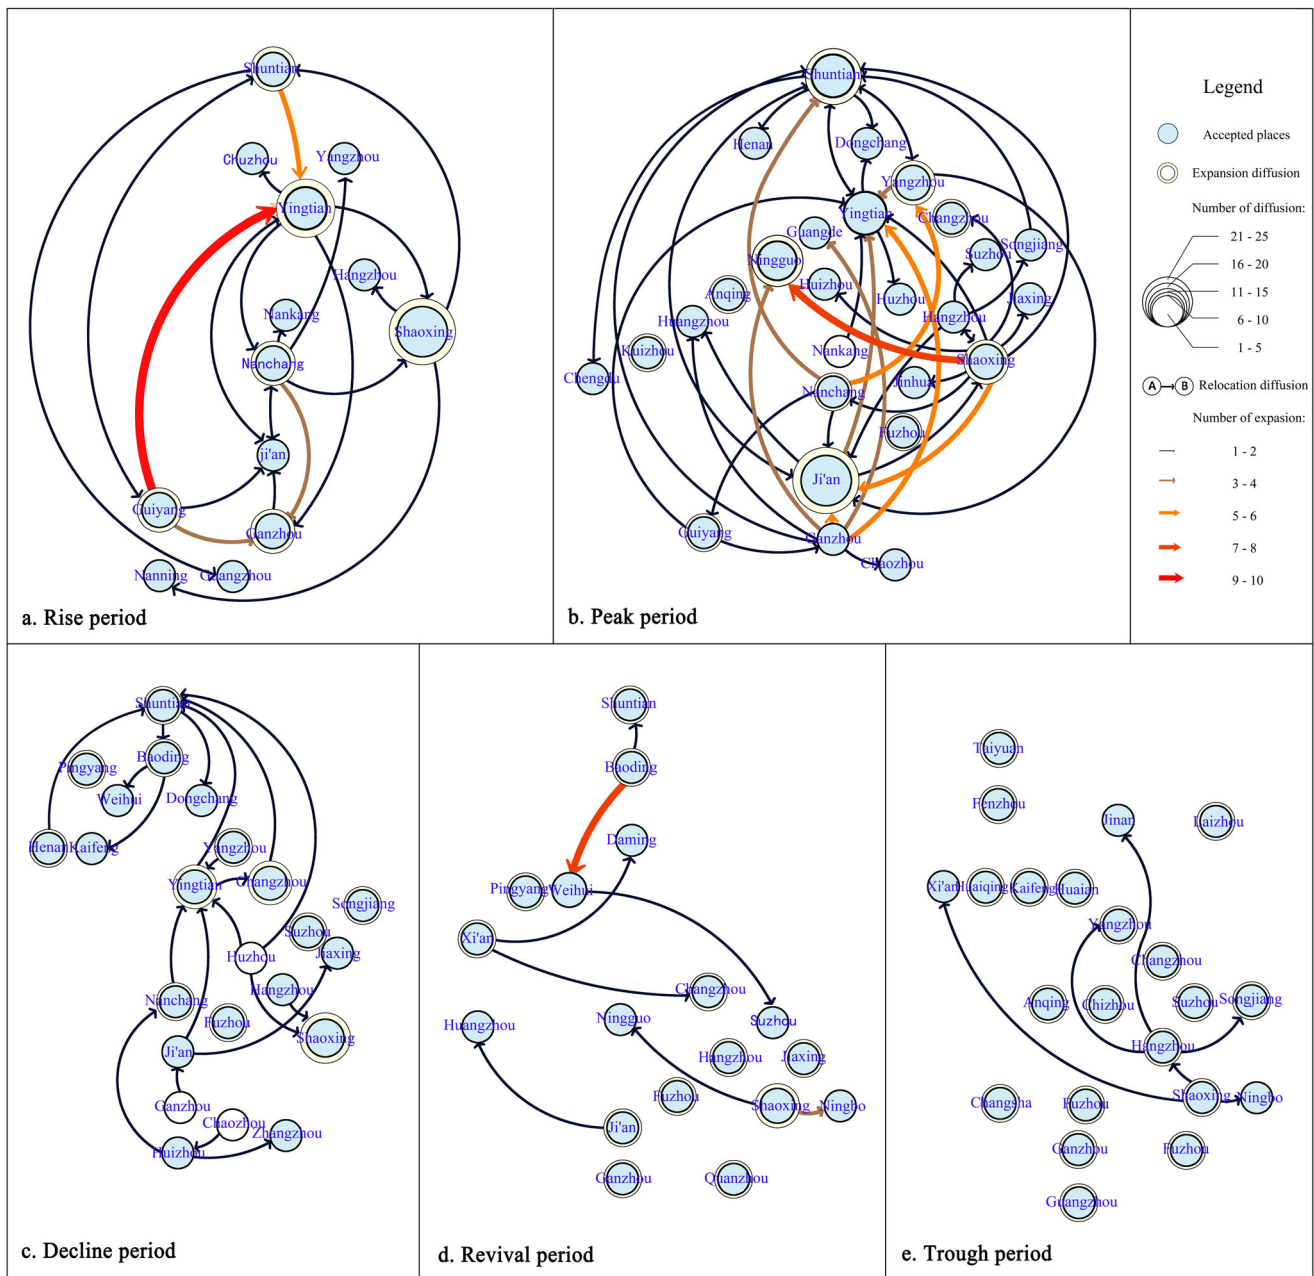 Shuntian
Chuzhou
Yangzhou
Yingtian
Hangzhou
Nankang
Shaoxing
Nanchang
ji'an
Guiyang
Ganzhou
Nanning
Guangzhou
a. Rise period
Shuntian
Henan
Dongchang
Yangzhou
Yingtian
Changzhou
Guangde
Songjiang
Suzhou
Ningguo
Huizhou
Anqing
Huzhou
Jiaxing
Huangzhou
Hangzhou
Kuizhou
Nankang
Shaoxing
Chengdu
Jinhua
Nanchang
Fuzhou
Ji'an
Guiyang
Ganzhou
Chaozhou
b. Peak period
Legend
Accepted places
Expansion diffusion
Number of diffusion:
21 - 25
16 - 20
11 - 15
6 - 10
1 - 5
A B Relocation diffusion
Number of expasion:
1 - 2
3 - 4
5 - 6
7 - 8
9 - 10
Shuntian
Baoding
Pingyang
Weihui
Dongchang
Henan
Kaifeng
Yangzhou
Yingtian
Changzhou
Songjiang
Suzhou
Jiaxing
Huzhou
Hangzhou
Nanchang
Fuzhou
Shaoxing
Ji'an
Ganzhou
Chaozhou
Zhangzhou
Huizhou
c. Decline period
Shuntian
Baoding
Daming
Pingyang
Weihui
Xi'an
Changzhou
Huangzhou
Ningguo
Suzhou
Hangzhou
Jiaxing
Fuzhou
Shaoxing
Ningbo
Ji'an
Ganzhou
Quanzhou
d. Revival period
Taiyuan
Fenzhou
Jinan
Laizhou
Xi'an
Huaiqing
Kaifeng
Huaian
Yangzhou
Changzhou
Anqing
Chizhou
Suzhou
Songjiang
Hangzhou
Changsha
Fuzhou
Shaoxing
Ningbo
Ganzhou
Fuzhou
Guangzhou
e. Trough period